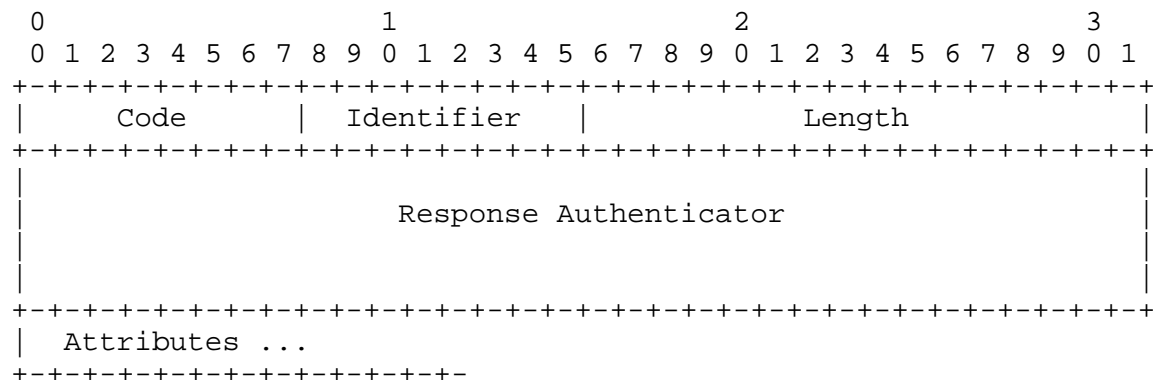 0                   1                   2                   3
 0 1 2 3 4 5 6 7 8 9 0 1 2 3 4 5 6 7 8 9 0 1 2 3 4 5 6 7 8 9 0 1
+-+-+-+-+-+-+-+-+-+-+-+-+-+-+-+-+-+-+-+-+-+-+-+-+-+-+-+-+-+-+-+-+
|     Code      |  Identifier   |            Length             |
+-+-+-+-+-+-+-+-+-+-+-+-+-+-+-+-+-+-+-+-+-+-+-+-+-+-+-+-+-+-+-+-+
|                                                               |
|                     Response Authenticator                    |
|                                                               |
|                                                               |
+-+-+-+-+-+-+-+-+-+-+-+-+-+-+-+-+-+-+-+-+-+-+-+-+-+-+-+-+-+-+-+-+
|  Attributes ...
+-+-+-+-+-+-+-+-+-+-+-+-+-